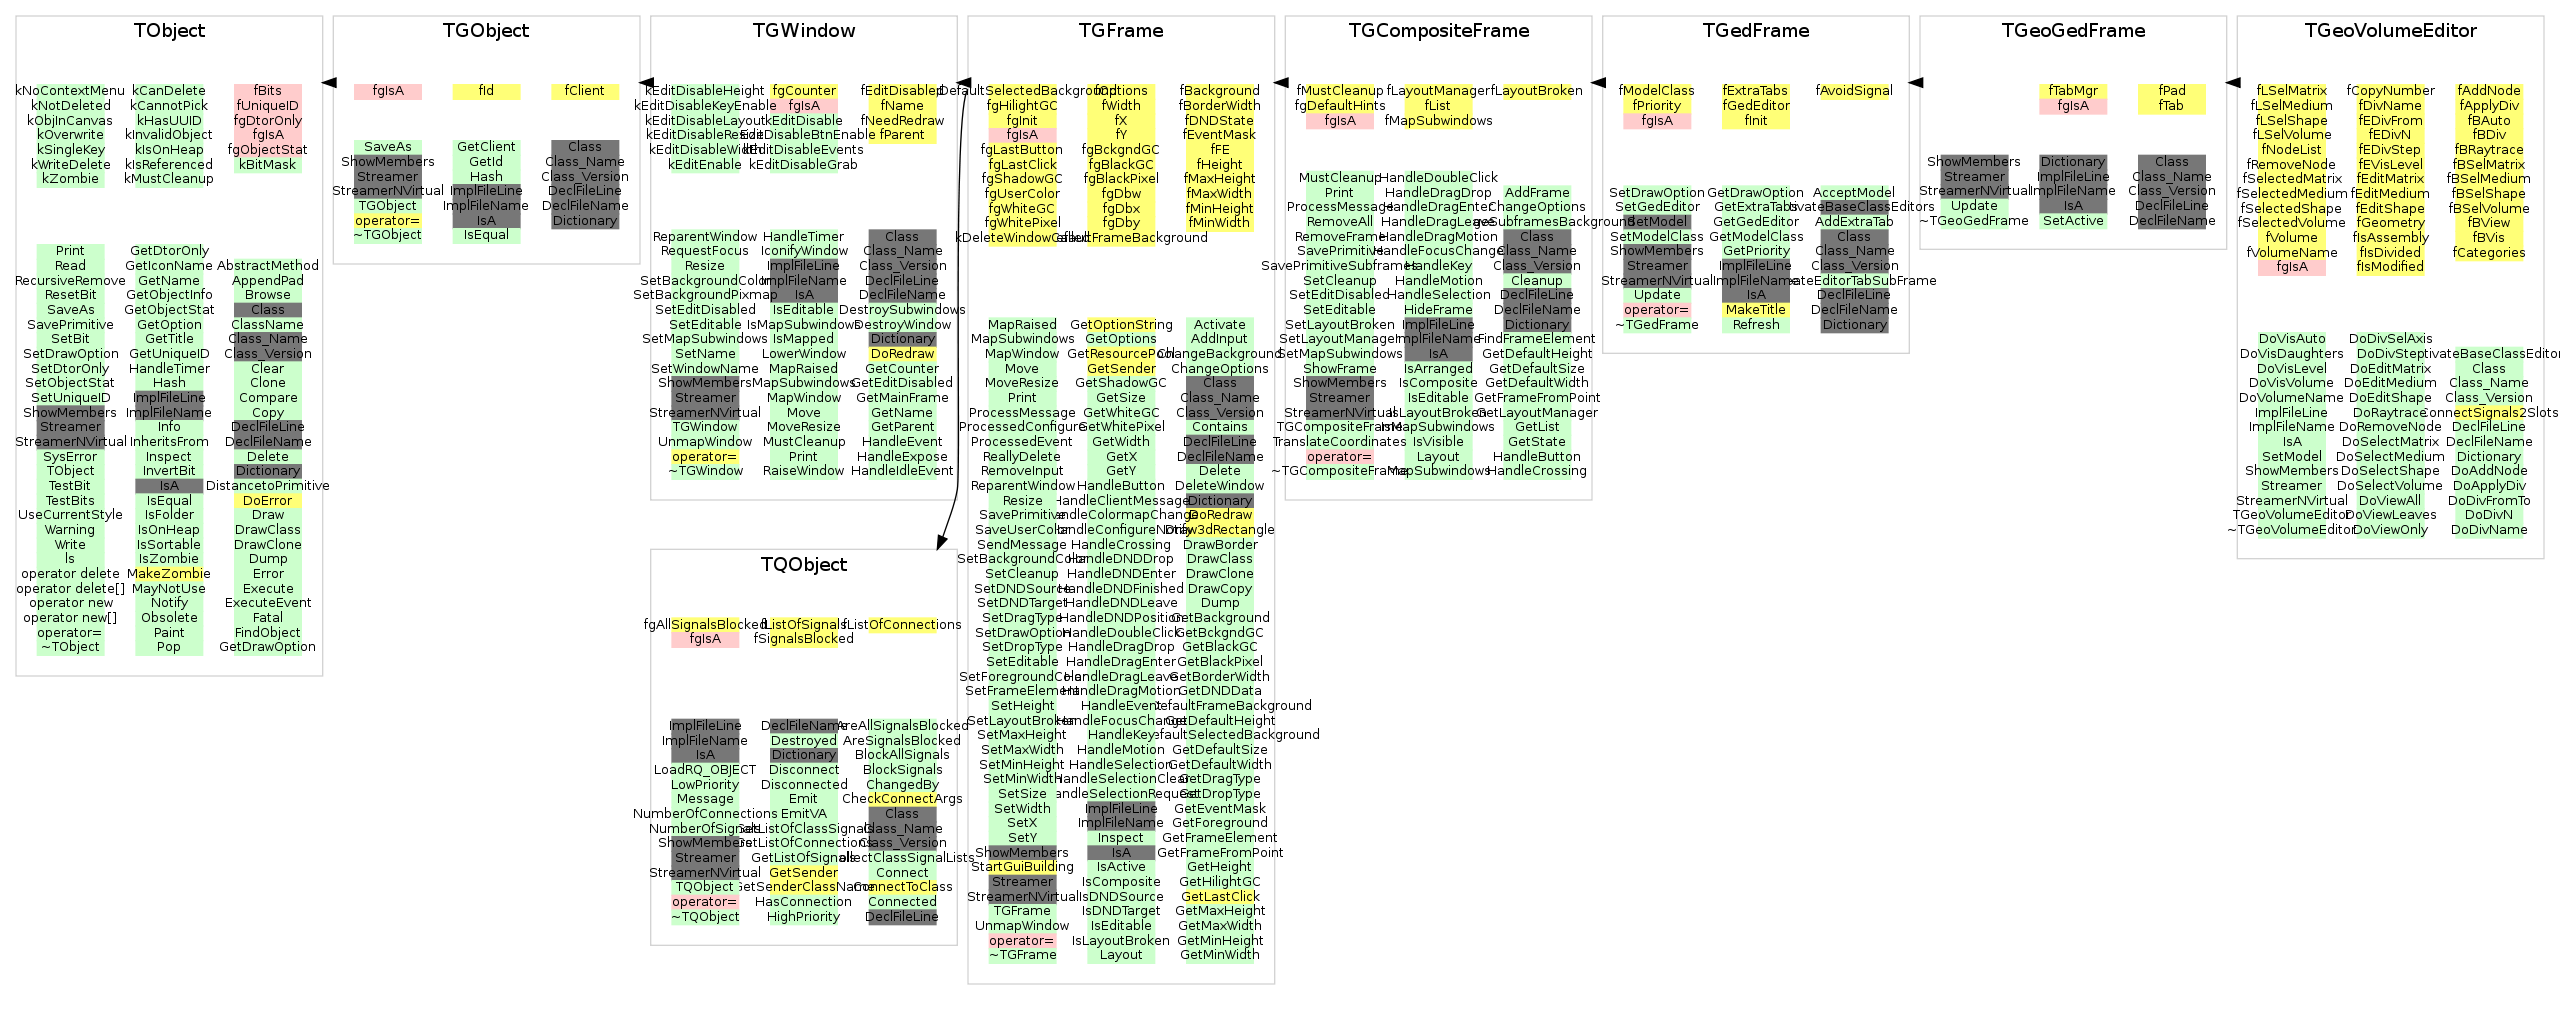 TObject
kNoContextMenu kCanDelete fBits
kNotDeleted kCannotPick fUniqueID
kObjInCanvas kHasUUID fgDtorOnly
kOverwrite kInvalidObject fgIsA
kSingleKey kIsOnHeap fgObjectStat
kWriteDelete kIsReferenced kBitMask
kZombie kMustCleanup
Print GetDtorOnly
Read GetIconName AbstractMethod
RecursiveRemove GetName AppendPad
ResetBit GetObjectInfo Browse
SaveAs GetObjectStat Class
SavePrimitive GetOption ClassName
SetBit GetTitle Class_Name
SetDrawOption GetUniqueID Class_Version
SetDtorOnly HandleTimer Clear
SetObjectStat Hash Clone
SetUniqueID ImplFileLine Compare
ShowMembers ImplFileName Copy
Streamer Info DeclFileLine
StreamerNVirtual InheritsFrom DeclFileName
SysError Inspect Delete
TObject InvertBit Dictionary
TestBit IsA DistancetoPrimitive
TestBits IsEqual DoError
UseCurrentStyle IsFolder Draw
Warning IsOnHeap DrawClass
Write IsSortable DrawClone
ls IsZombie Dump
operator delete MakeZombie Error
operator delete[] MayNotUse Execute
operator new Notify ExecuteEvent
operator new[] Obsolete Fatal
operator= Paint FindObject
~TObject Pop GetDrawOption
TGObject
fgIsA fId fClient
SaveAs GetClient Class
ShowMembers GetId Class_Name
Streamer Hash Class_Version
StreamerNVirtual ImplFileLine DeclFileLine
TGObject ImplFileName DeclFileName
operator= IsA Dictionary
~TGObject IsEqual
TGWindow
kEditDisableHeight fgCounter fEditDisabled
kEditDisableKeyEnable fgIsA fName
kEditDisableLayout kEditDisable fNeedRedraw
kEditDisableResize kEditDisableBtnEnable fParent
kEditDisableWidth kEditDisableEvents
kEditEnable kEditDisableGrab
ReparentWindow HandleTimer Class
RequestFocus IconifyWindow Class_Name
Resize ImplFileLine Class_Version
SetBackgroundColor ImplFileName DeclFileLine
SetBackgroundPixmap IsA DeclFileName
SetEditDisabled IsEditable DestroySubwindows
SetEditable IsMapSubwindows DestroyWindow
SetMapSubwindows IsMapped Dictionary
SetName LowerWindow DoRedraw
SetWindowName MapRaised GetCounter
ShowMembers MapSubwindows GetEditDisabled
Streamer MapWindow GetMainFrame
StreamerNVirtual Move GetName
TGWindow MoveResize GetParent
UnmapWindow MustCleanup HandleEvent
operator= Print HandleExpose
~TGWindow RaiseWindow HandleIdleEvent
TQObject
fgAllSignalsBlocked fListOfSignals fListOfConnections
fgIsA fSignalsBlocked
ImplFileLine DeclFileName AreAllSignalsBlocked
ImplFileName Destroyed AreSignalsBlocked
IsA Dictionary BlockAllSignals
LoadRQ_OBJECT Disconnect BlockSignals
LowPriority Disconnected ChangedBy
Message Emit CheckConnectArgs
NumberOfConnections EmitVA Class
NumberOfSignals GetListOfClassSignals Class_Name
ShowMembers GetListOfConnections Class_Version
Streamer GetListOfSignals CollectClassSignalLists
StreamerNVirtual GetSender Connect
TQObject GetSenderClassName ConnectToClass
operator= HasConnection Connected
~TQObject HighPriority DeclFileLine
TGFrame
fgDefaultSelectedBackground fOptions fBackground
fgHilightGC fWidth fBorderWidth
fgInit fX fDNDState
fgIsA fY fEventMask
fgLastButton fgBckgndGC fFE
fgLastClick fgBlackGC fHeight
fgShadowGC fgBlackPixel fMaxHeight
fgUserColor fgDbw fMaxWidth
fgWhiteGC fgDbx fMinHeight
fgWhitePixel fgDby fMinWidth
kDeleteWindowCalled fgDefaultFrameBackground
MapRaised GetOptionString Activate
MapSubwindows GetOptions AddInput
MapWindow GetResourcePool ChangeBackground
Move GetSender ChangeOptions
MoveResize GetShadowGC Class
Print GetSize Class_Name
ProcessMessage GetWhiteGC Class_Version
ProcessedConfigure GetWhitePixel Contains
ProcessedEvent GetWidth DeclFileLine
ReallyDelete GetX DeclFileName
RemoveInput GetY Delete
ReparentWindow HandleButton DeleteWindow
Resize HandleClientMessage Dictionary
SavePrimitive HandleColormapChange DoRedraw
SaveUserColor HandleConfigureNotify Draw3dRectangle
SendMessage HandleCrossing DrawBorder
SetBackgroundColor HandleDNDDrop DrawClass
SetCleanup HandleDNDEnter DrawClone
SetDNDSource HandleDNDFinished DrawCopy
SetDNDTarget HandleDNDLeave Dump
SetDragType HandleDNDPosition GetBackground
SetDrawOption HandleDoubleClick GetBckgndGC
SetDropType HandleDragDrop GetBlackGC
SetEditable HandleDragEnter GetBlackPixel
SetForegroundColor HandleDragLeave GetBorderWidth
SetFrameElement HandleDragMotion GetDNDData
SetHeight HandleEvent GetDefaultFrameBackground
SetLayoutBroken HandleFocusChange GetDefaultHeight
SetMaxHeight HandleKey GetDefaultSelectedBackground
SetMaxWidth HandleMotion GetDefaultSize
SetMinHeight HandleSelection GetDefaultWidth
SetMinWidth HandleSelectionClear GetDragType
SetSize HandleSelectionRequest GetDropType
SetWidth ImplFileLine GetEventMask
SetX ImplFileName GetForeground
SetY Inspect GetFrameElement
ShowMembers IsA GetFrameFromPoint
StartGuiBuilding IsActive GetHeight
Streamer IsComposite GetHilightGC
StreamerNVirtual IsDNDSource GetLastClick
TGFrame IsDNDTarget GetMaxHeight
UnmapWindow IsEditable GetMaxWidth
operator= IsLayoutBroken GetMinHeight
~TGFrame Layout GetMinWidth
TGCompositeFrame
fMustCleanup fLayoutManager fLayoutBroken
fgDefaultHints fList
fgIsA fMapSubwindows
MustCleanup HandleDoubleClick
Print HandleDragDrop AddFrame
ProcessMessage HandleDragEnter ChangeOptions
RemoveAll HandleDragLeave ChangeSubframesBackground
RemoveFrame HandleDragMotion Class
SavePrimitive HandleFocusChange Class_Name
SavePrimitiveSubframes HandleKey Class_Version
SetCleanup HandleMotion Cleanup
SetEditDisabled HandleSelection DeclFileLine
SetEditable HideFrame DeclFileName
SetLayoutBroken ImplFileLine Dictionary
SetLayoutManager ImplFileName FindFrameElement
SetMapSubwindows IsA GetDefaultHeight
ShowFrame IsArranged GetDefaultSize
ShowMembers IsComposite GetDefaultWidth
Streamer IsEditable GetFrameFromPoint
StreamerNVirtual IsLayoutBroken GetLayoutManager
TGCompositeFrame IsMapSubwindows GetList
TranslateCoordinates IsVisible GetState
operator= Layout HandleButton
~TGCompositeFrame MapSubwindows HandleCrossing
TGedFrame
fModelClass fExtraTabs fAvoidSignal
fPriority fGedEditor
fgIsA fInit
SetDrawOption GetDrawOption AcceptModel
SetGedEditor GetExtraTabs ActivateBaseClassEditors
SetModel GetGedEditor AddExtraTab
SetModelClass GetModelClass Class
ShowMembers GetPriority Class_Name
Streamer ImplFileLine Class_Version
StreamerNVirtual ImplFileName CreateEditorTabSubFrame
Update IsA DeclFileLine
operator= MakeTitle DeclFileName
~TGedFrame Refresh Dictionary
TGeoGedFrame
fTabMgr fPad
fgIsA fTab
ShowMembers Dictionary Class
Streamer ImplFileLine Class_Name
StreamerNVirtual ImplFileName Class_Version
Update IsA DeclFileLine
~TGeoGedFrame SetActive DeclFileName
TGeoVolumeEditor
fLSelMatrix fCopyNumber fAddNode
fLSelMedium fDivName fApplyDiv
fLSelShape fEDivFrom fBAuto
fLSelVolume fEDivN fBDiv
fNodeList fEDivStep fBRaytrace
fRemoveNode fEVisLevel fBSelMatrix
fSelectedMatrix fEditMatrix fBSelMedium
fSelectedMedium fEditMedium fBSelShape
fSelectedShape fEditShape fBSelVolume
fSelectedVolume fGeometry fBView
fVolume fIsAssembly fBVis
fVolumeName fIsDivided fCategories
fgIsA fIsModified
DoVisAuto DoDivSelAxis
DoVisDaughters DoDivStep ActivateBaseClassEditors
DoVisLevel DoEditMatrix Class
DoVisVolume DoEditMedium Class_Name
DoVolumeName DoEditShape Class_Version
ImplFileLine DoRaytrace ConnectSignals2Slots
ImplFileName DoRemoveNode DeclFileLine
IsA DoSelectMatrix DeclFileName
SetModel DoSelectMedium Dictionary
ShowMembers DoSelectShape DoAddNode
Streamer DoSelectVolume DoApplyDiv
StreamerNVirtual DoViewAll DoDivFromTo
TGeoVolumeEditor DoViewLeaves DoDivN
~TGeoVolumeEditor DoViewOnly DoDivName